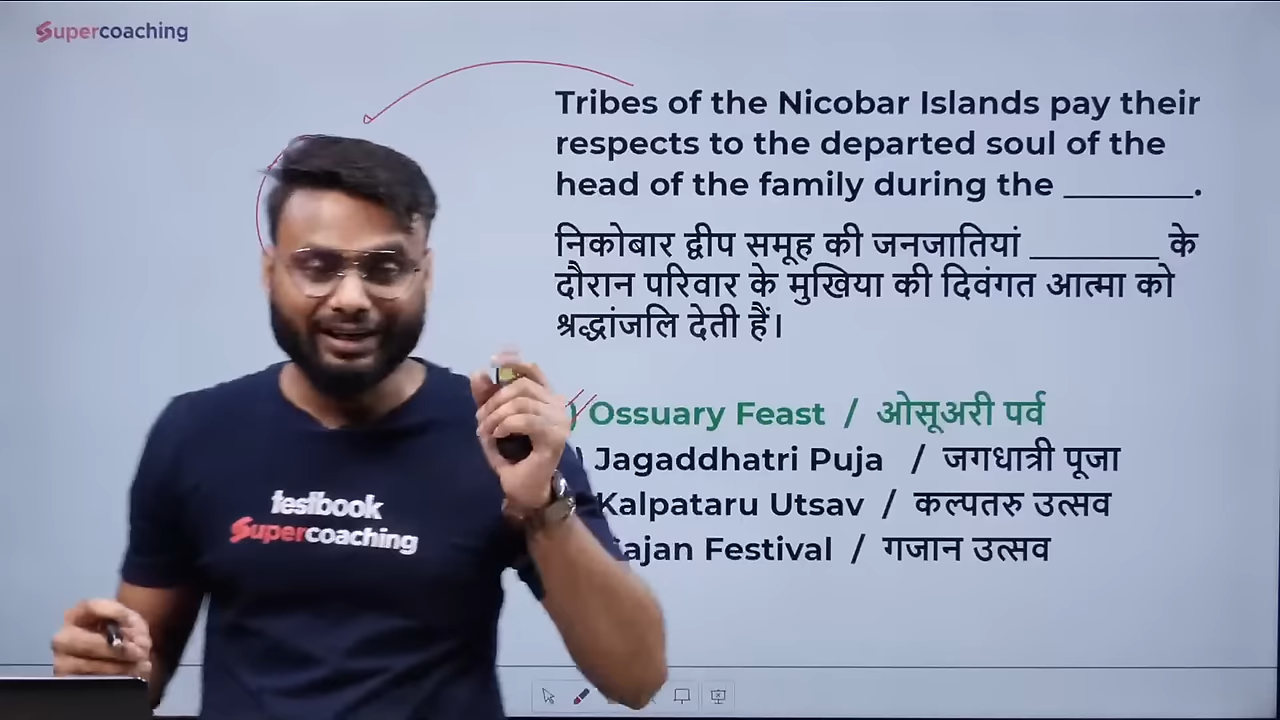 Supercoaching
Tribes of the Nicobar Islands pay their
respects to the departed soul of the
head of the family during the ________.
निकोबार द्वीप समूह की जनजातियां ________ के
दौरान परिवार के मुखिया की दिवंगत आत्मा को
श्रद्धांजलि देती हैं।
) Ossuary Feast / ओसूअरी पर्व
) Jagaddhatri Puja / जगधात्री पूजा
Kalpataru Utsav / कल्पतरु उत्सव
Festival / गजान उत्सव
testbook
Supercoaching